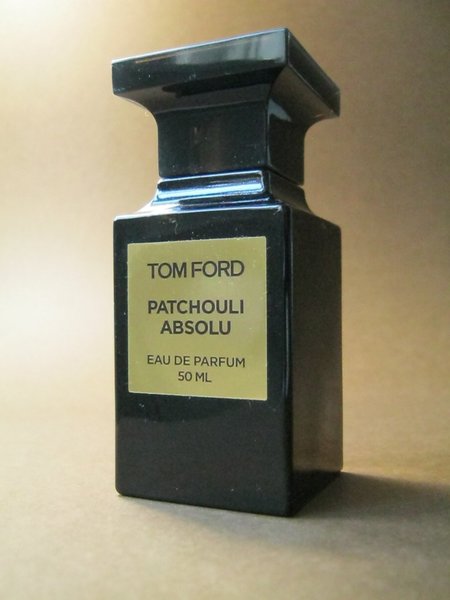 TOM FORD
PATCHOULI
ABSOLU
EAU DE PARFUM
50 ML